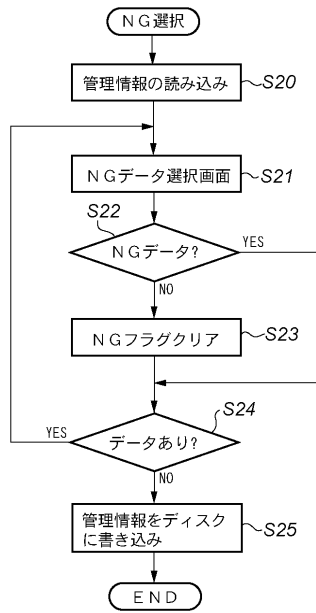 ＮＧ選択
管理情報の読み込み
S20
ＮＧデータ選択画面
S21
S22
ＮＧデータ?
YES
NO
ＮＧフラグクリア
S23
S24
データあり?
YES
NO
管理情報をディスク
に書き込み
S25
ＥＮＤ